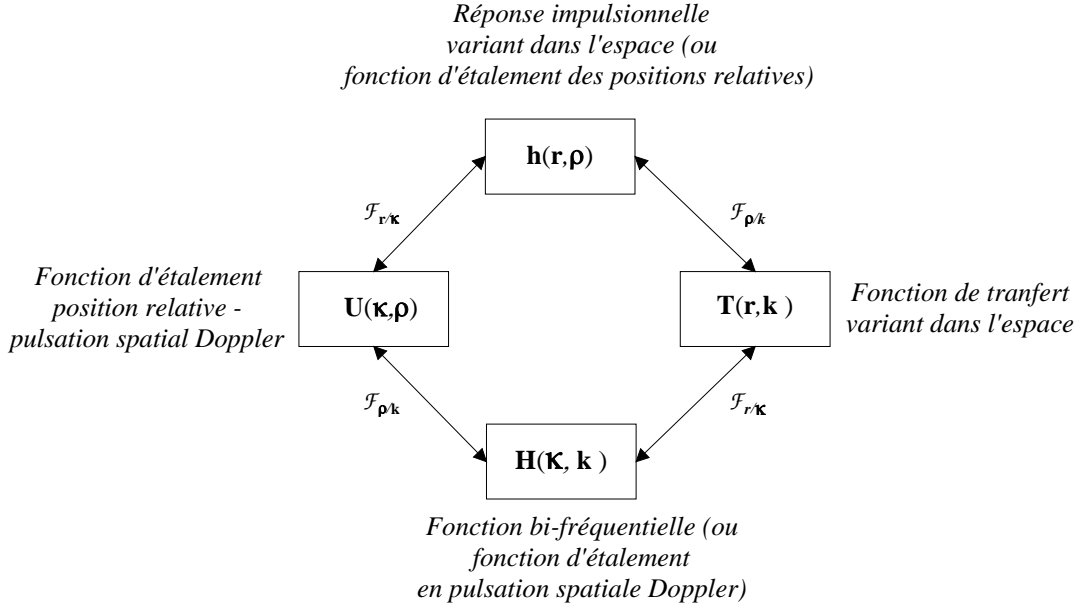 Réponse impulsionnelle
variant dans l'espace (ou
fonction d'étalement des positions relatives)
h(r,ρ)
ℱr/κ
ℱρ/k
Fonction d'étalement
position relative -
pulsation spatial Doppler
U(κ,ρ)
T(r,k )
Fonction de tranfert
variant dans l'espace
ℱρ/k
ℱr/κ
H(κ, k )
Fonction bi-fréquentielle (ou
fonction d'étalement
en pulsation spatiale Doppler)